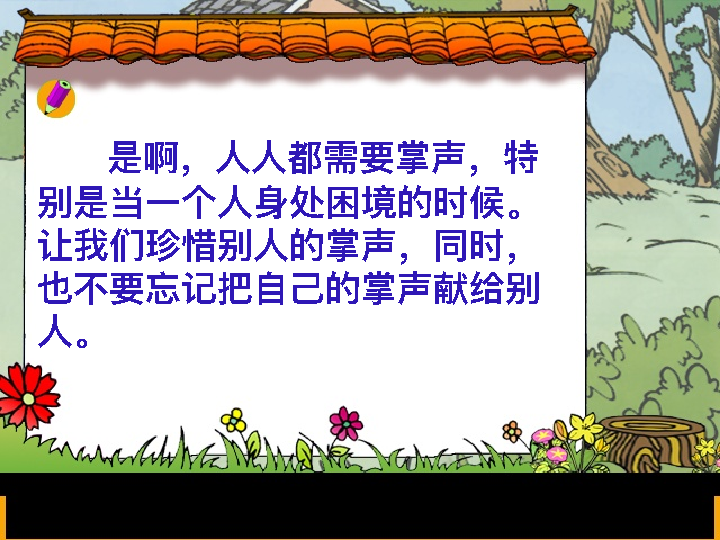 是啊，人人都需要掌声，特
别是当一个人身处困境的时候。
让我们珍惜别人的掌声，同时，
也不要忘记把自己的掌声献给别
人。